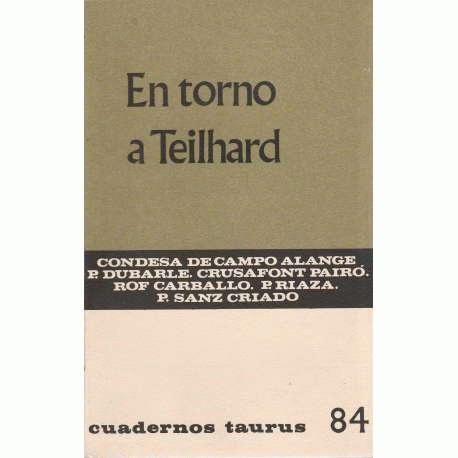 En torno
a Teilhard
CONDESA DE CAMPO ALANGE
P. DUBARLE. CRUSAFONT PAIRÓ.
ROF CARBALLO. P. RIAZA.
P. SANZ CRIADO
cuadernos taurus 84